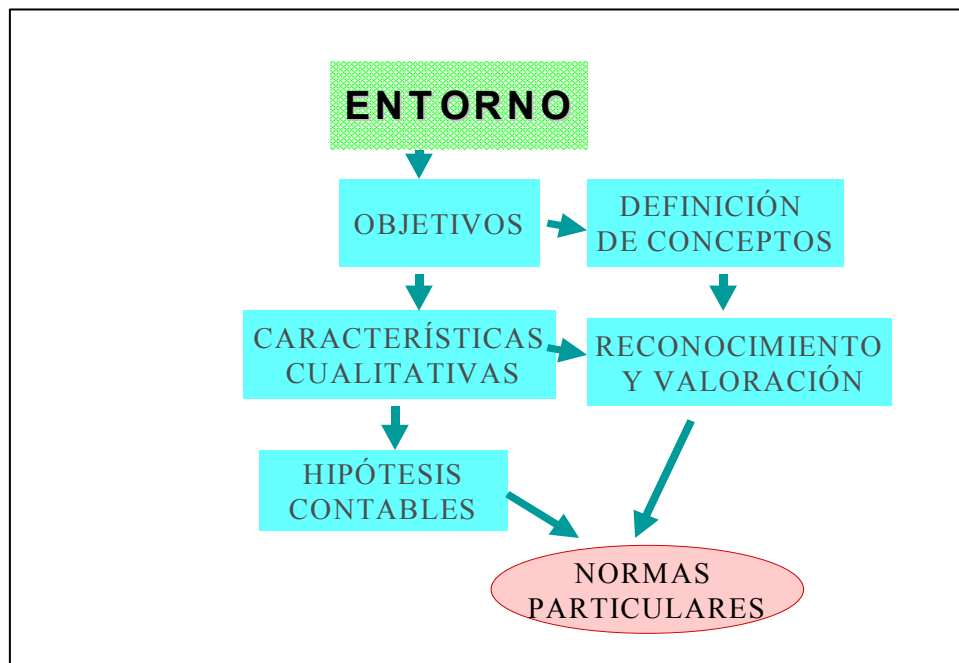 ENTORNO
OBJETIVOS
DEFINICIÓN
DE CONCEPTOS
CARACTERÍSTICAS
CUALITATIVAS
RECONOCIMIENTO
Y VALORACIÓN
HIPÓTESIS
CONTABLES
NORMAS
PARTICULARES